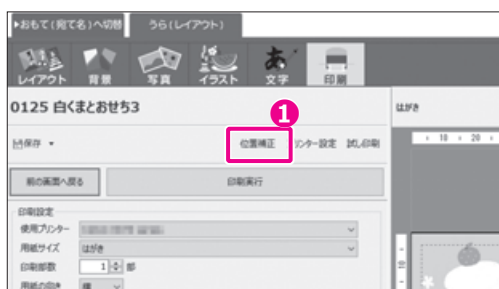 ▶おもて(宛て名)へ切替 うら(レイアウト)
レイアウト 背景 写真 イラスト 文字 印刷
0125 白くまとおせち3
はがき
1
保存 ▼ 位置補正 リンター設定 試し印刷
10 20
前の画面へ戻る 印刷実行
印刷設定
使用プリンター
用紙サイズ はがき
印刷部数 1 部
用紙の向き 横
10